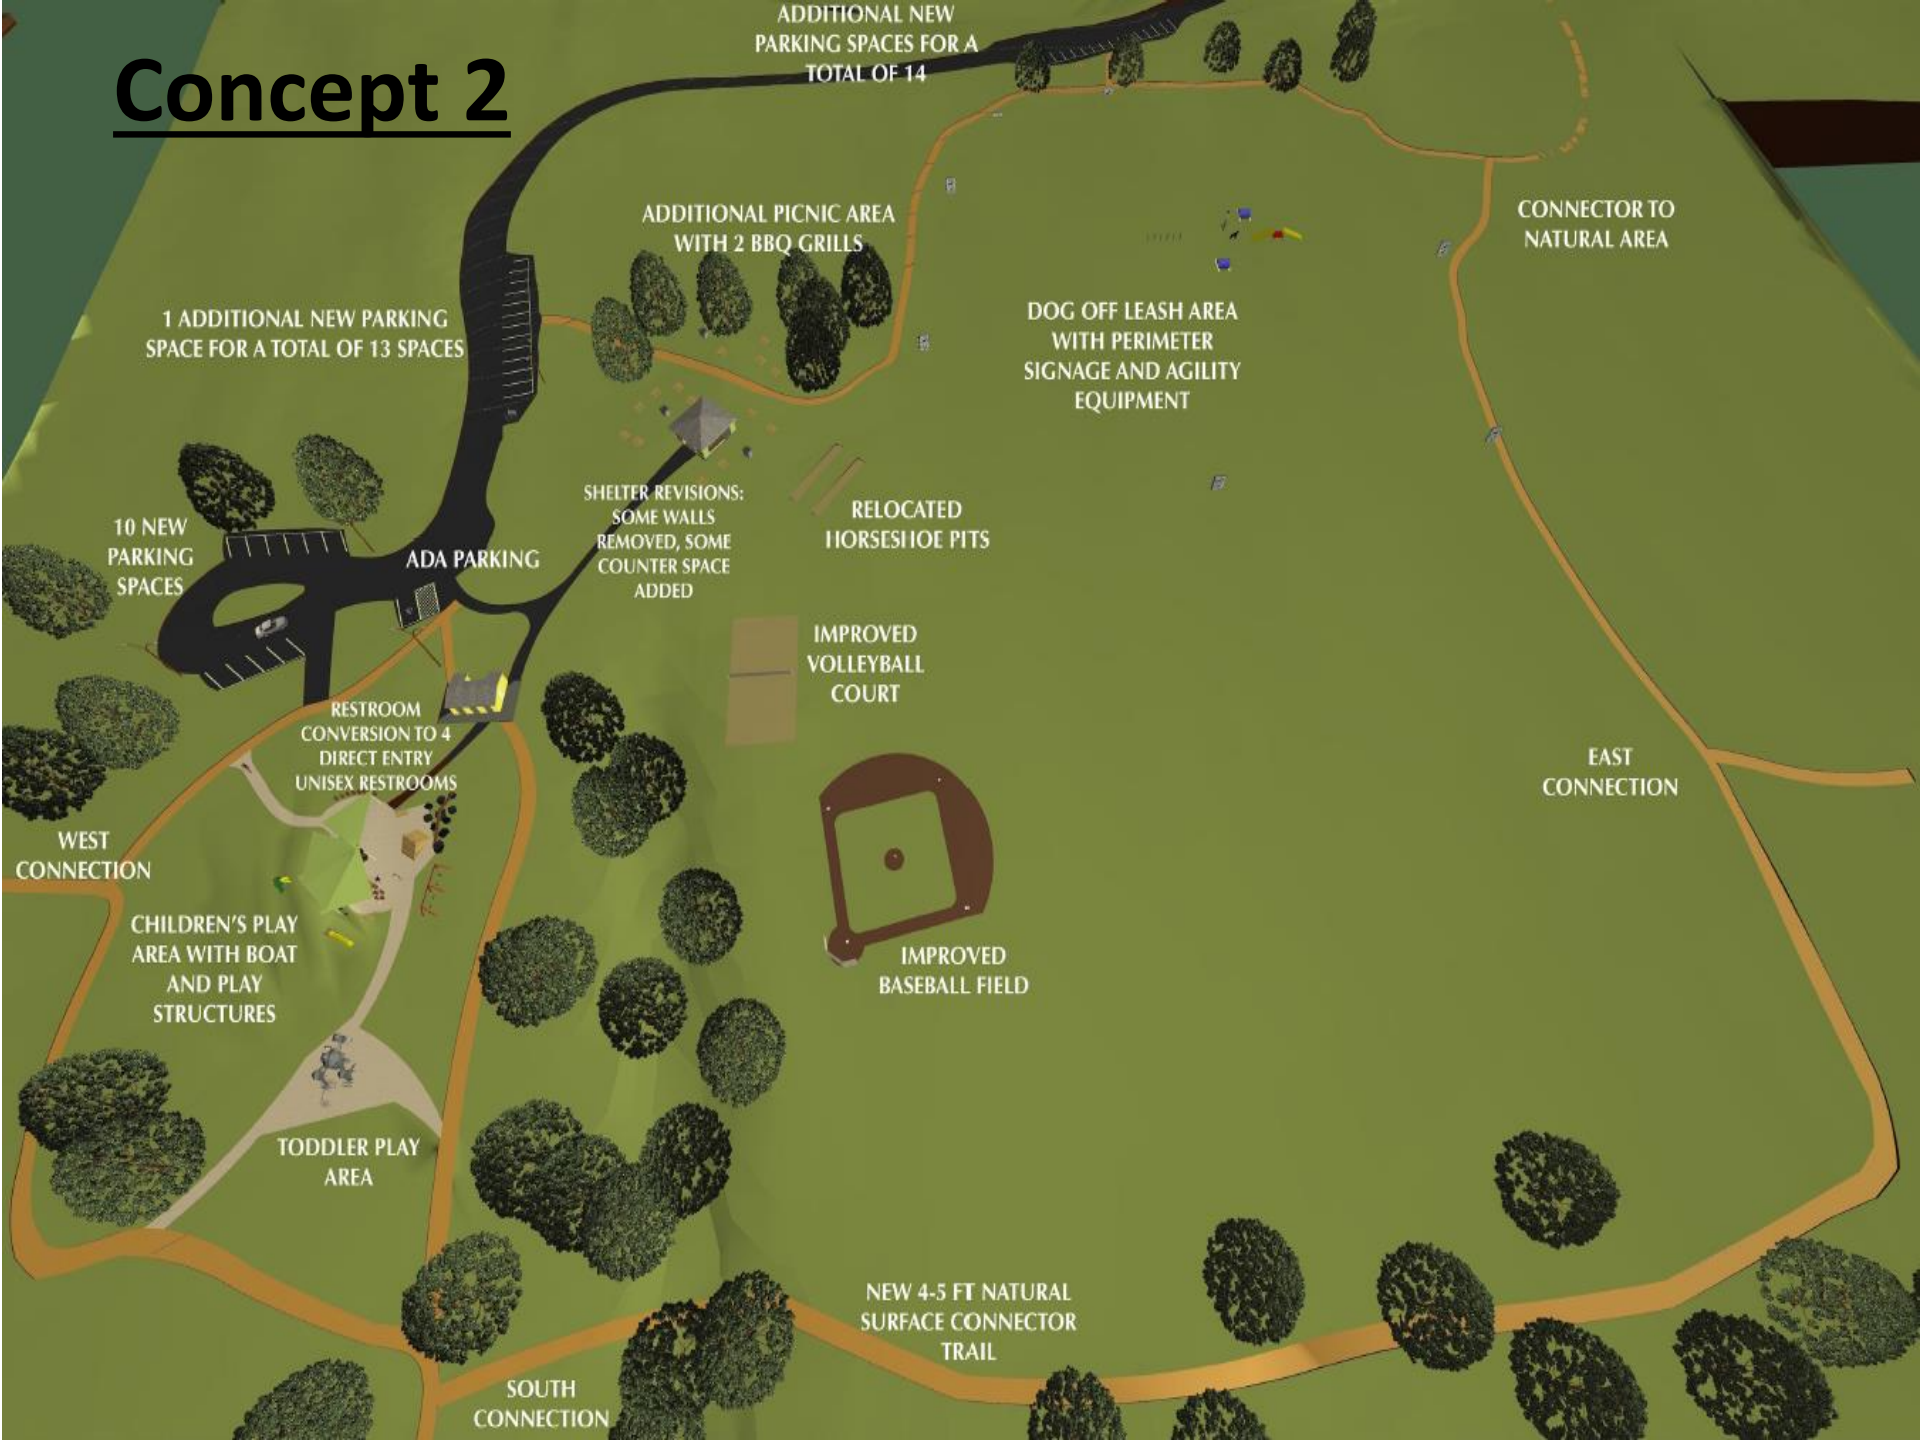 Concept 2
ADDITIONAL NEW
PARKING SPACES FOR A
TOTAL OF 14
ADDITIONAL PICNIC AREA
WITH 2 BBQ GRILLS
CONNECTOR TO
NATURAL AREA
1 ADDITIONAL NEW PARKING
SPACE FOR A TOTAL OF 13 SPACES
DOG OFF LEASH AREA
WITH PERIMETER
SIGNAGE AND AGILITY
EQUIPMENT
10 NEW
PARKING
SPACES
ADA PARKING
SHELTER REVISIONS:
SOME WALLS
REMOVED, SOME
COUNTER SPACE
ADDED
RELOCATED
HORSESHOE PITS
IMPROVED
VOLLEYBALL
COURT
RESTROOM
CONVERSION TO 4
DIRECT ENTRY
UNISEX RESTROOMS
EAST
CONNECTION
WEST
CONNECTION
CHILDREN'S PLAY
AREA WITH BOAT
AND PLAY
STRUCTURES
IMPROVED
BASEBALL FIELD
TODDLER PLAY
AREA
NEW 4-5 FT NATURAL
SURFACE CONNECTOR
TRAIL
SOUTH
CONNECTION